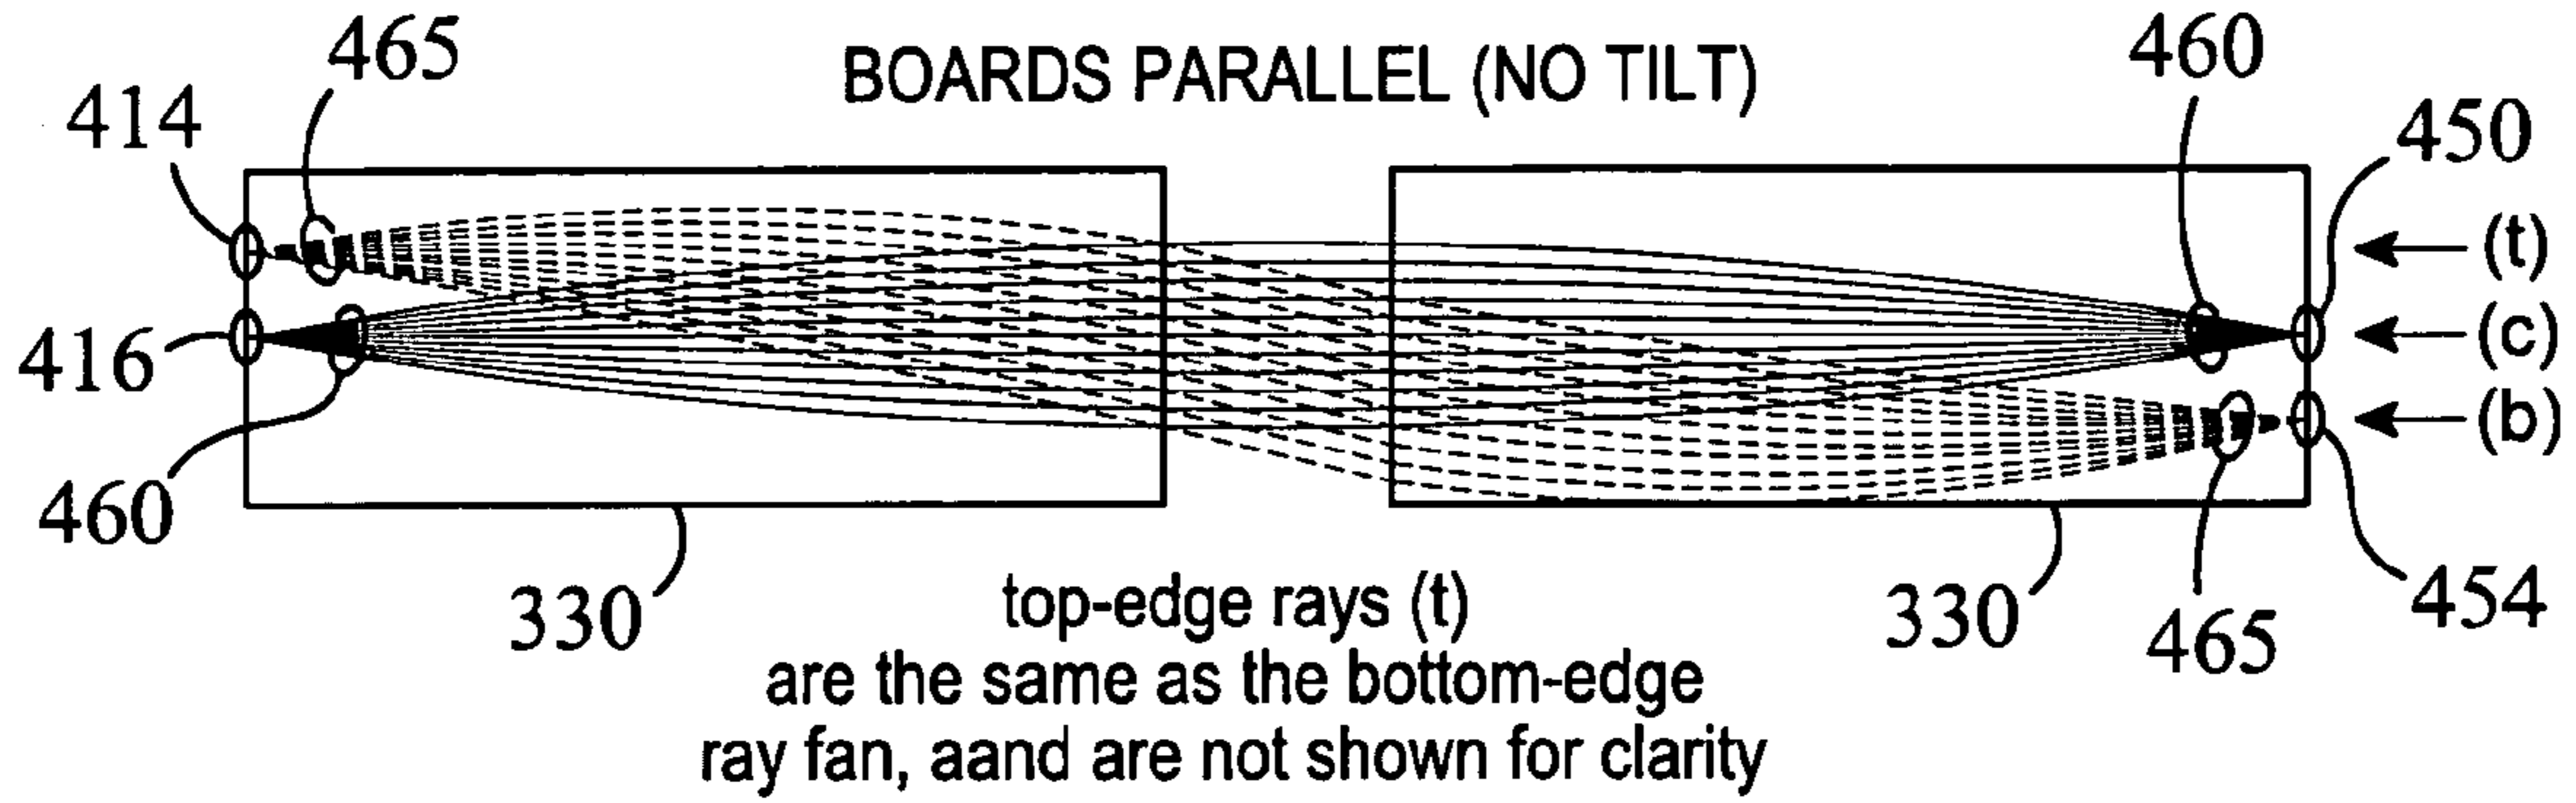 465
BOARDS PARALLEL (NO TILT)
460
414
450
(t)
416
(c)
(b)
460
330
330
465
454
top-edge rays (t)
are the same as the bottom-edge
ray fan, aand are not shown for clarity